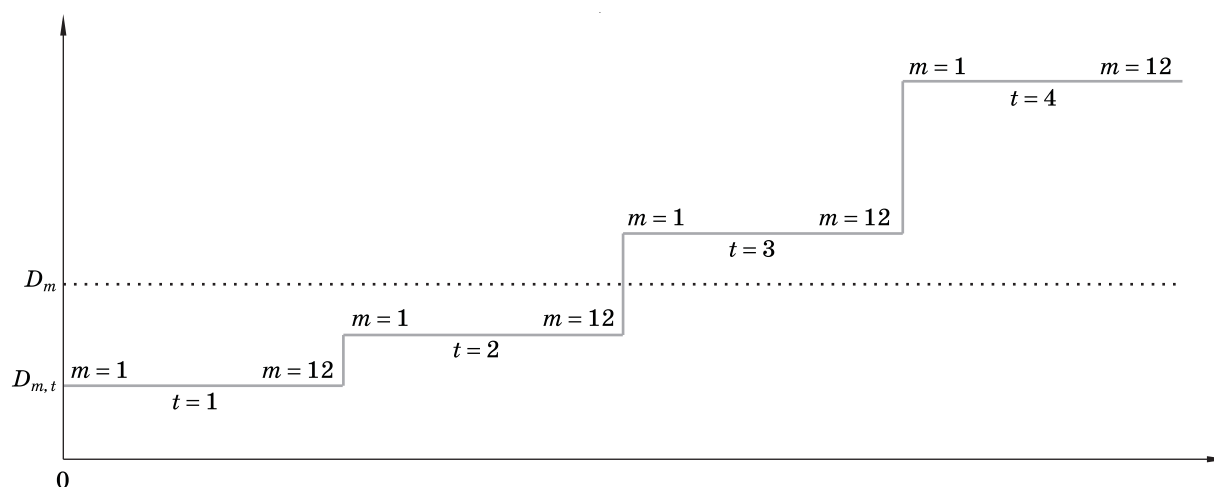 m = 1 m = 12
t = 4
m = 1 m = 12
t = 3
D_m
m = 1 m = 12
t = 2
D_{m,t} m = 1 m = 12
t = 1
0